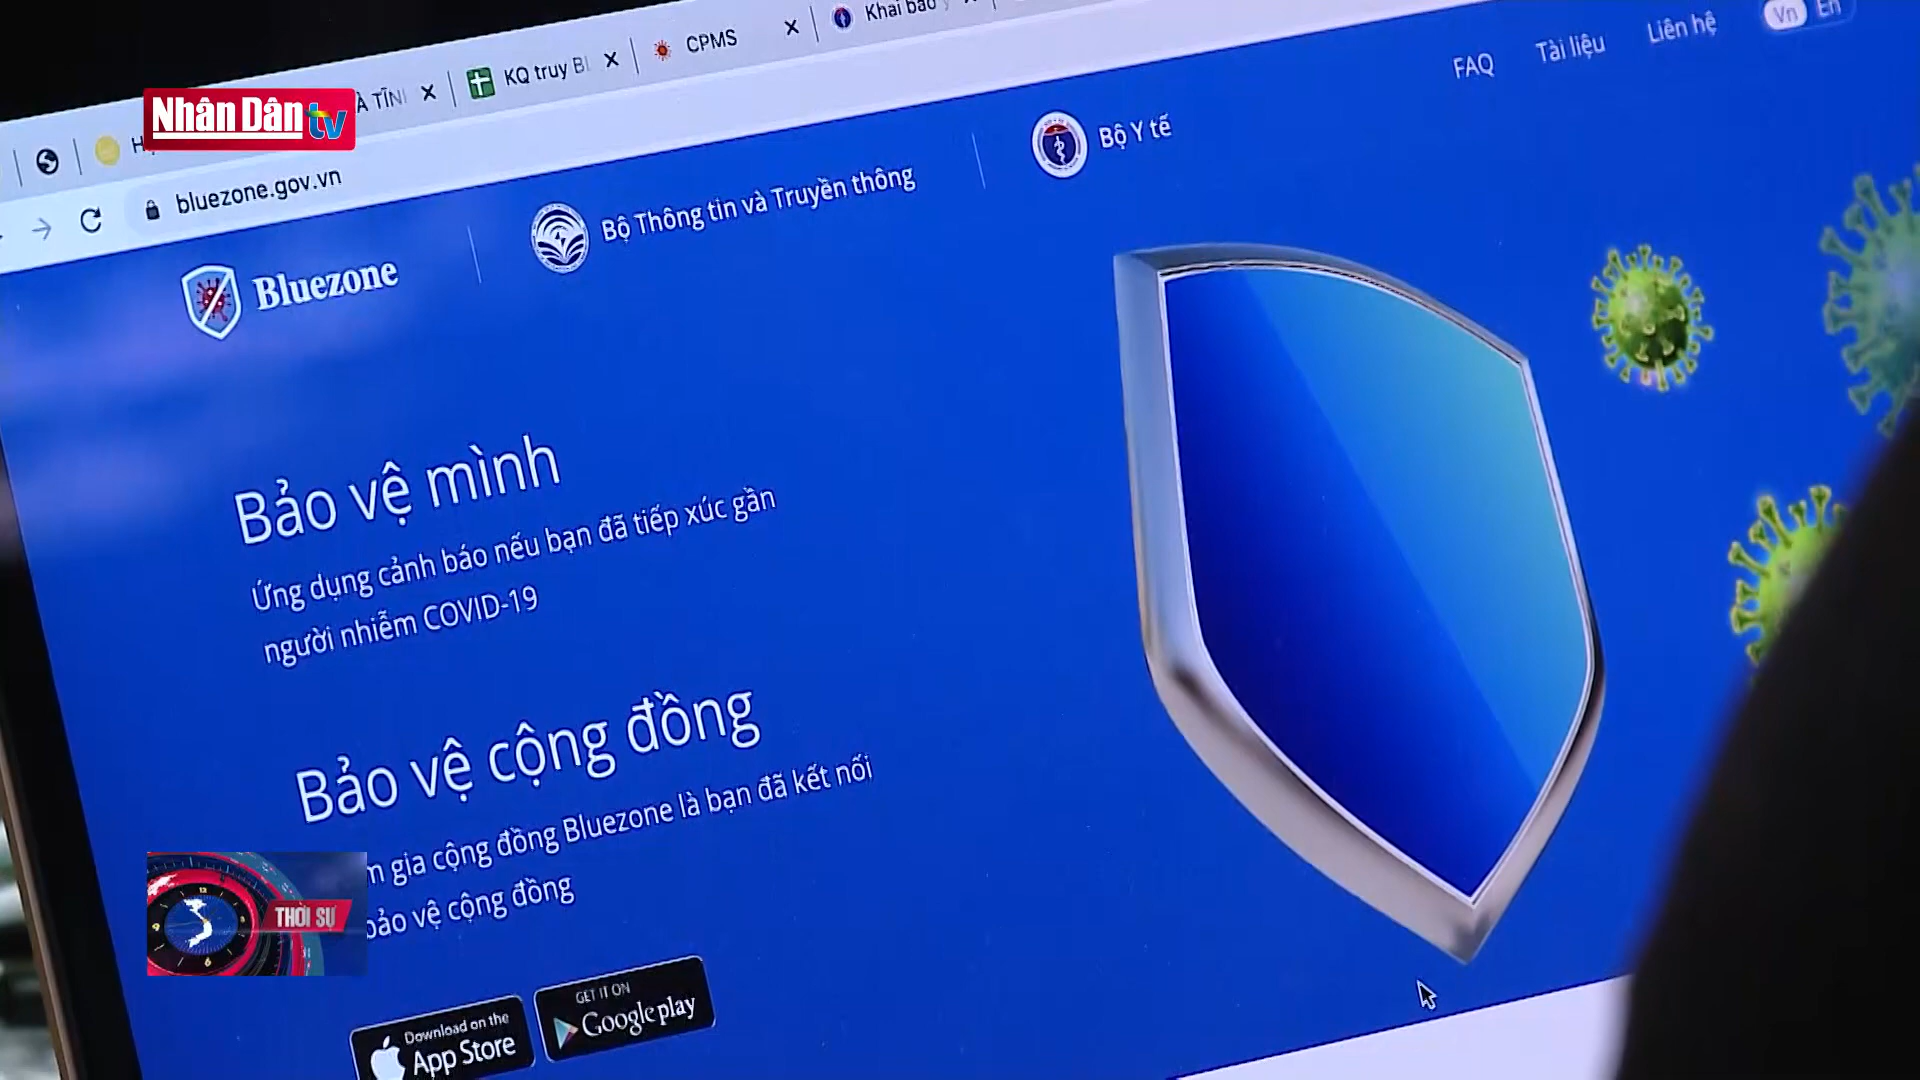 KQ truy
CPMS
Khai báo
Nhân Dân tv
bluezone.gov.vn
FAQ
Tài liệu
Liên hệ
Vn
En
Bluezone
Bộ Thông tin và Truyền thông
Bộ Y tế
Bảo vệ mình
Ứng dụng cảnh báo nếu bạn đã tiếp xúc gần
người nhiễm COVID-19
Bảo vệ cộng đồng
gia cộng đồng Bluezone là bạn đã kết nối
bảo vệ cộng đồng
THỜI SỰ
12
9
6
Download on the
App Store
GET IT ON
Google play